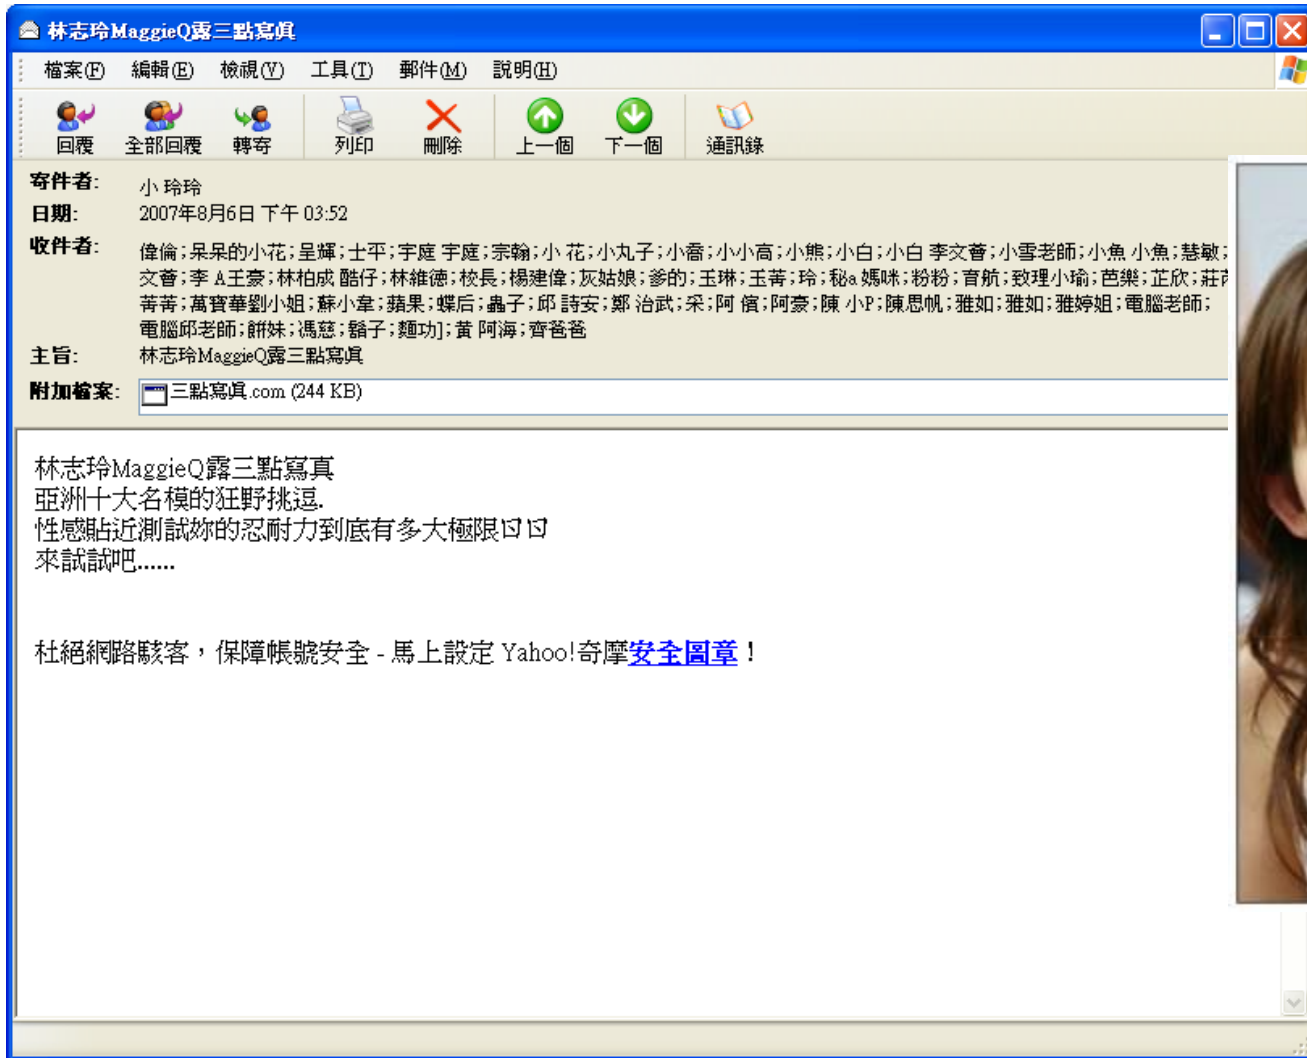 林志玲MaggieQ露三點寫真
檔案(F) 編輯(E) 檢視(V) 工具(T) 郵件(M) 說明(H)
回覆 全部回覆 轉寄 列印 刪除 上一個 下一個 通訊錄
寄件者: 小 玲玲
日期: 2007年8月6日 下午 03:52
收件者: 偉倫;呆呆的小花;呈輝;士平;宇庭 宇庭;宗翰;小 花;小丸子;小喬;小小高;小熊;小白;小白 李交薈;小雪老師;小魚 小魚;慧敏;
交薈;李 A王豪;林柏成 酷仔;林維德;校長;楊建偉;灰姑娘;爹的;玉琳;玉菁;玲;秘a 媽咪;粉粉;育航;致理小瑜;芭樂;芷欣;莊
菁菁;萬寶華劉小姐;蘇小韋;蘋果;蝶后;蟲子;邱 詩安;鄭 治武;采;阿 儐;阿豪;陳 小P;陳思帆;雅如;雅如;雅婷姐;電腦老師;
電腦邱老師;餅妹;馮慈;鬍子;麵功];黃 阿海;齊爸爸
主旨: 林志玲MaggieQ露三點寫真
附加檔案: 三點寫真.com (244 KB)
林志玲MaggieQ露三點寫真
亞洲十大名模的狂野挑逗.
性感貼近測試妳的忍耐力到底有多大極限ㄖㄖ
來試試吧......
杜絕網路駭客，保障帳號安全 - 馬上設定 Yahoo!奇摩安全圖章！